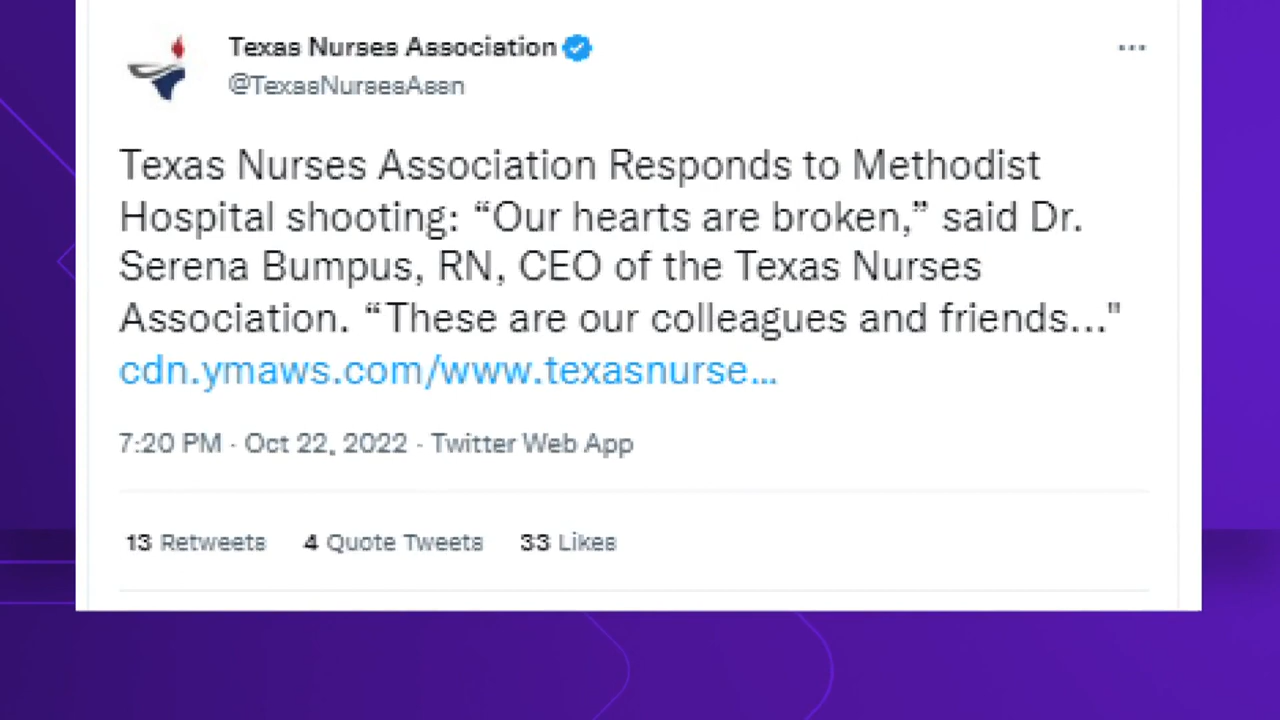 Texas Nurses Association
@TexasNursesAssn
Texas Nurses Association Responds to Methodist
Hospital shooting: “Our hearts are broken,” said Dr.
Serena Bumpus, RN, CEO of the Texas Nurses
Association. “These are our colleagues and friends..."
cdn.ymaws.com/www.texasnurse...
7:20 PM · Oct 22, 2022 · Twitter Web App
13 Retweets 4 Quote Tweets 33 Likes